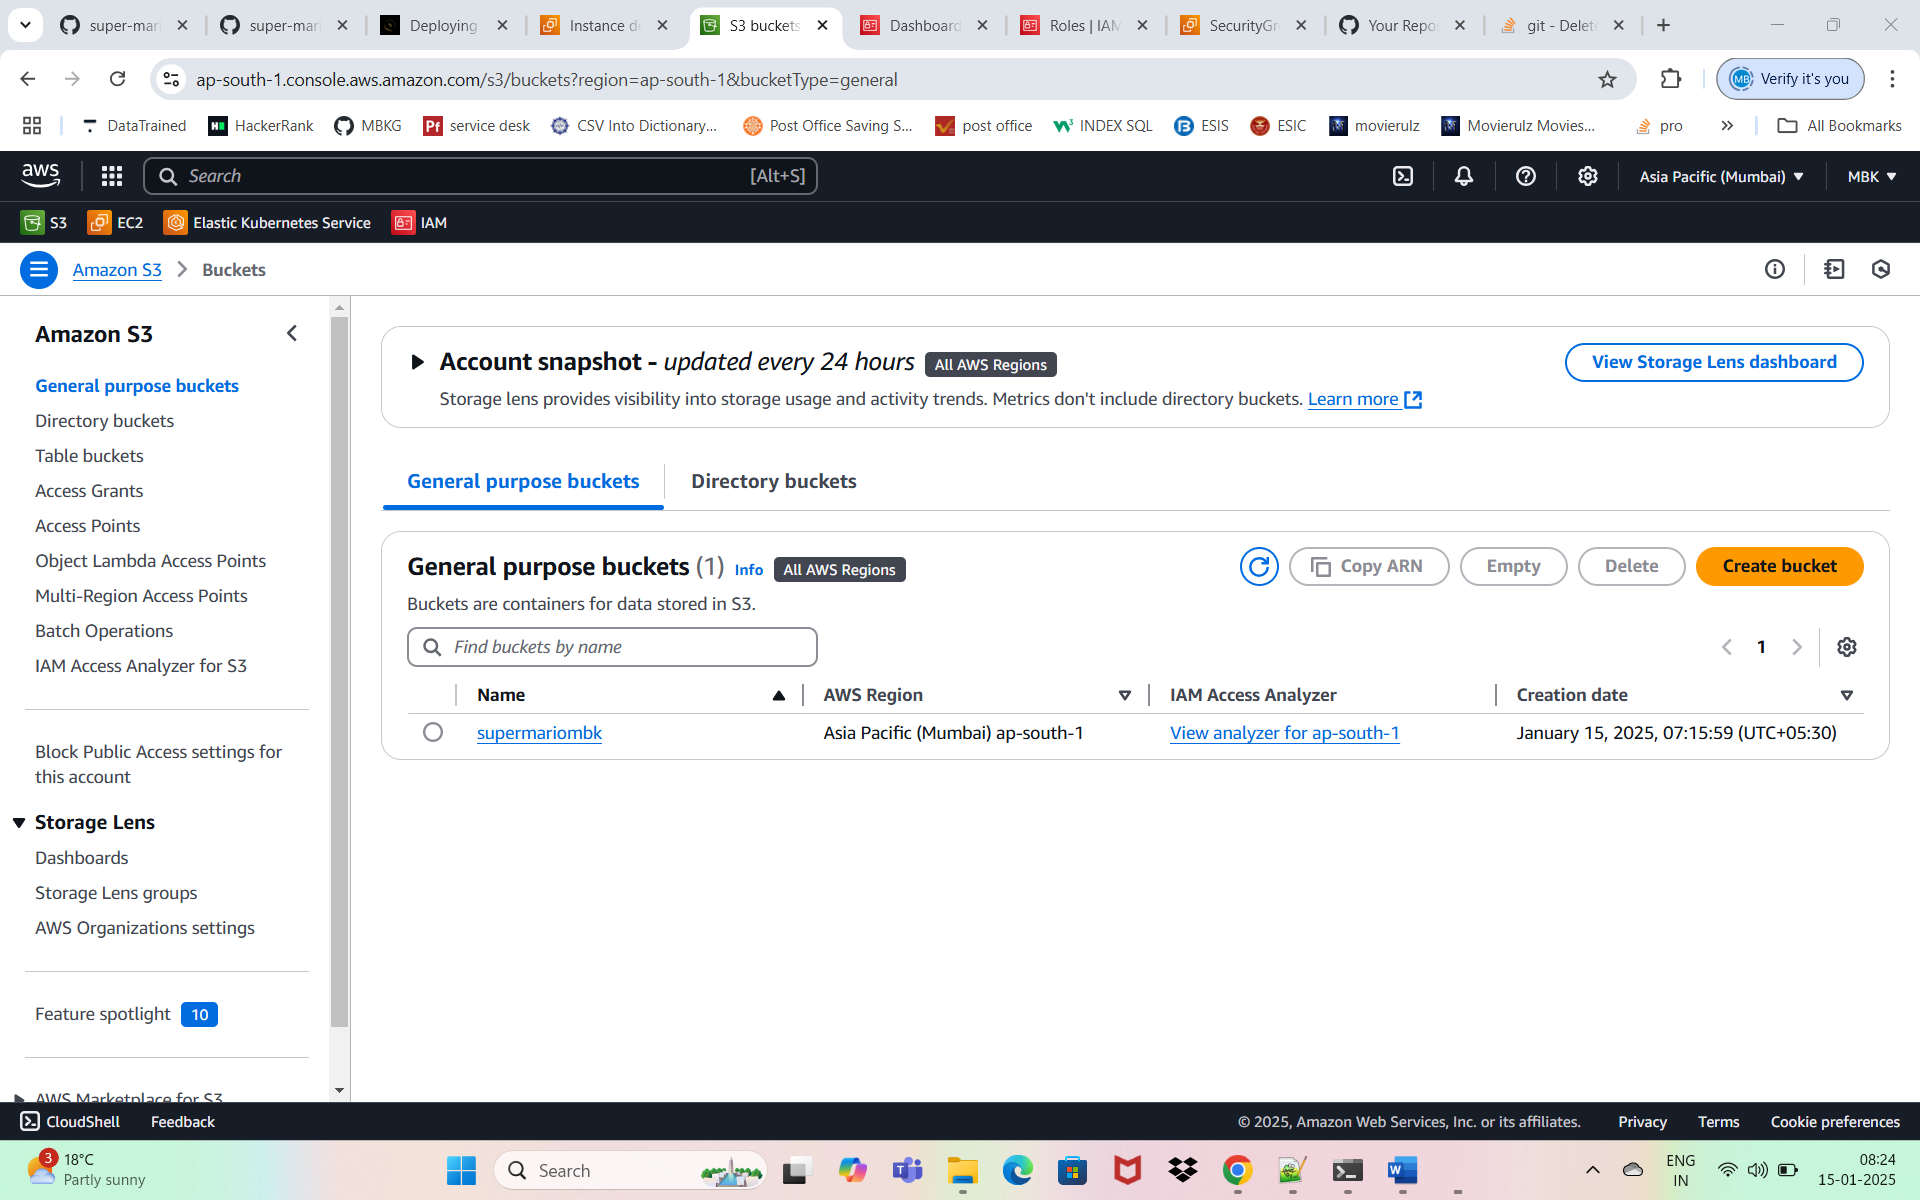 super-mari
super-mari
Deploying
Instance de
S3 buckets
Dashboard
Roles | IAM
SecurityGr
Your Repo
git - Delete
ap-south-1.console.aws.amazon.com/s3/buckets?region=ap-south-1&bucketType=general
MB Verify it's you
DataTrained
HackerRank
MBKG
Pf service desk
CSV Into Dictionary...
Post Office Saving S...
post office
INDEX SQL
ESIS
ESIC
movierulz
Movierulz Movies...
pro
All Bookmarks
aws
Search [Alt+S]
Asia Pacific (Mumbai)
MBK
S3
EC2
Elastic Kubernetes Service
IAM
Amazon S3 > Buckets
Amazon S3
General purpose buckets
Directory buckets
Table buckets
Access Grants
Access Points
Object Lambda Access Points
Multi-Region Access Points
Batch Operations
IAM Access Analyzer for S3
Block Public Access settings for
this account
Storage Lens
Dashboards
Storage Lens groups
AWS Organizations settings
Feature spotlight 10
AWS Marketplace for S3
Account snapshot - updated every 24 hours All AWS Regions
View Storage Lens dashboard
Storage lens provides visibility into storage usage and activity trends. Metrics don't include directory buckets. Learn more
General purpose buckets
Directory buckets
General purpose buckets (1) Info All AWS Regions
Copy ARN
Empty
Delete
Create bucket
Buckets are containers for data stored in S3.
Find buckets by name
1
Name AWS Region IAM Access Analyzer Creation date
supermariombk Asia Pacific (Mumbai) ap-south-1 View analyzer for ap-south-1 January 15, 2025, 07:15:59 (UTC+05:30)
CloudShell
Feedback
© 2025, Amazon Web Services, Inc. or its affiliates.
Privacy
Terms
Cookie preferences
3
18°C
Partly sunny
Search
ENG
IN
08:24
15-01-2025